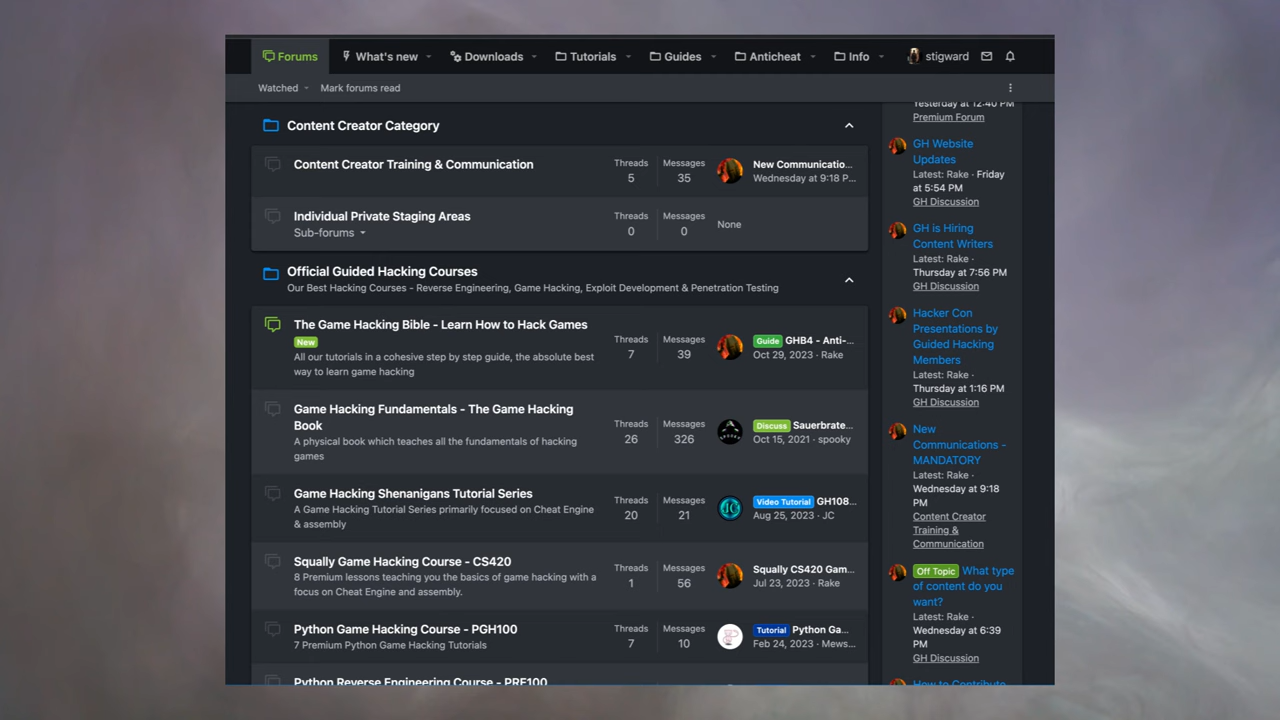 Forums
What's new
Downloads
Tutorials
Guides
Anticheat
Info
stigward
Watched
Mark forums read
Content Creator Category
Content Creator Training & Communication
Threads
5
Messages
35
New Communicatio...
Wednesday at 9:18 P...
Individual Private Staging Areas
Sub-forums
Threads
0
Messages
0
None
Official Guided Hacking Courses
Our Best Hacking Courses - Reverse Engineering, Game Hacking, Exploit Development & Penetration Testing
The Game Hacking Bible - Learn How to Hack Games
New
All our tutorials in a cohesive step by step guide, the absolute best
way to learn game hacking
Threads
7
Messages
39
Guide GHB4 - Anti-...
Oct 29, 2023 · Rake
Game Hacking Fundamentals - The Game Hacking
Book
A physical book which teaches all the fundamentals of hacking
games
Threads
26
Messages
326
Discuss Sauerbrate...
Oct 15, 2021 · spooky
Game Hacking Shenanigans Tutorial Series
A Game Hacking Tutorial Series primarily focused on Cheat Engine
& assembly
Threads
20
Messages
21
Video Tutorial GH108...
Aug 25, 2023 · JC
Squally Game Hacking Course - CS420
8 Premium lessons teaching you the basics of game hacking with a
focus on Cheat Engine and assembly.
Threads
1
Messages
56
Squally CS420 Gam...
Jul 23, 2023 · Rake
Python Game Hacking Course - PGH100
7 Premium Python Game Hacking Tutorials
Threads
7
Messages
10
Tutorial Python Ga...
Feb 24, 2023 · Mews...
Python Reverse Engineering Course - PRE100
Yesterday at 12:40 PM
Premium Forum
GH Website
Updates
Latest: Rake · Friday
at 5:54 PM
GH Discussion
GH is Hiring
Content Writers
Latest: Rake ·
Thursday at 7:56 PM
GH Discussion
Hacker Con
Presentations by
Guided Hacking
Members
Latest: Rake ·
Thursday at 1:16 PM
GH Discussion
New
Communications -
MANDATORY
Latest: Rake ·
Wednesday at 9:18
PM
Content Creator
Training &
Communication
Off Topic What type
of content do you
want?
Latest: Rake ·
Wednesday at 6:39
PM
GH Discussion
How to Contribute